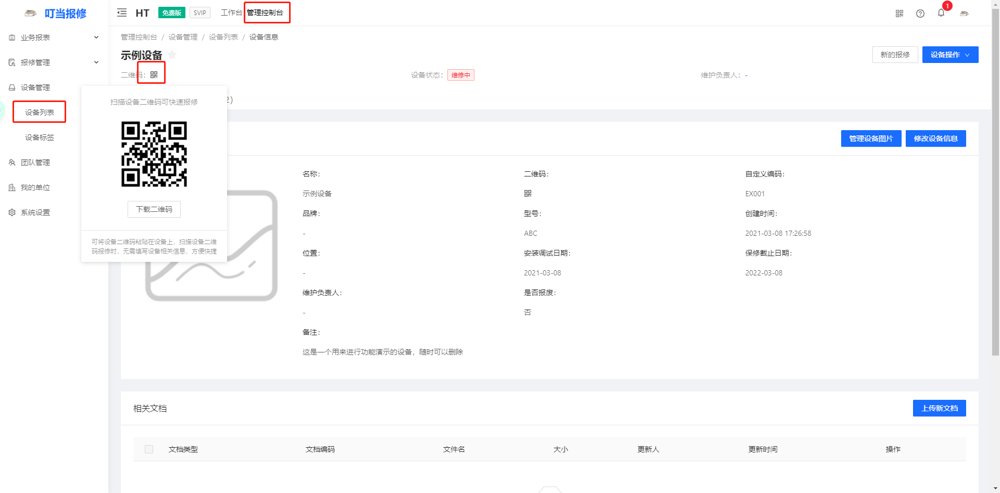 叮当报修
HT 免费版 SVIP 工作台 管理控制台
1
业务报表
报修管理
设备管理
设备列表
设备标签
团队管理
我的单位
系统设置
管理控制台 / 设备管理 / 设备列表 / 设备信息
示例设备
新的报修 设备操作
二维码: 设备状态: 维修中 维护负责人: -
2)
扫描设备二维码可快速报修
下载二维码
可将设备二维码粘贴在设备上，扫描设备二维
码报修时，无需填写设备相关信息，方便快捷
管理设备图片 修改设备信息
名称: 二维码: 自定义编码:
示例设备 EX001
品牌: 型号: 创建时间:
- ABC 2021-03-08 17:26:58
位置: 安装调试日期: 保修截止日期:
- 2021-03-08 2022-03-08
维护负责人: 是否报废:
- 否
备注:
这是一个用来进行功能演示的设备，随时可以删除
相关文档 上传新文档
文档类型 文档编码 文件名 大小 更新人 更新时间 操作